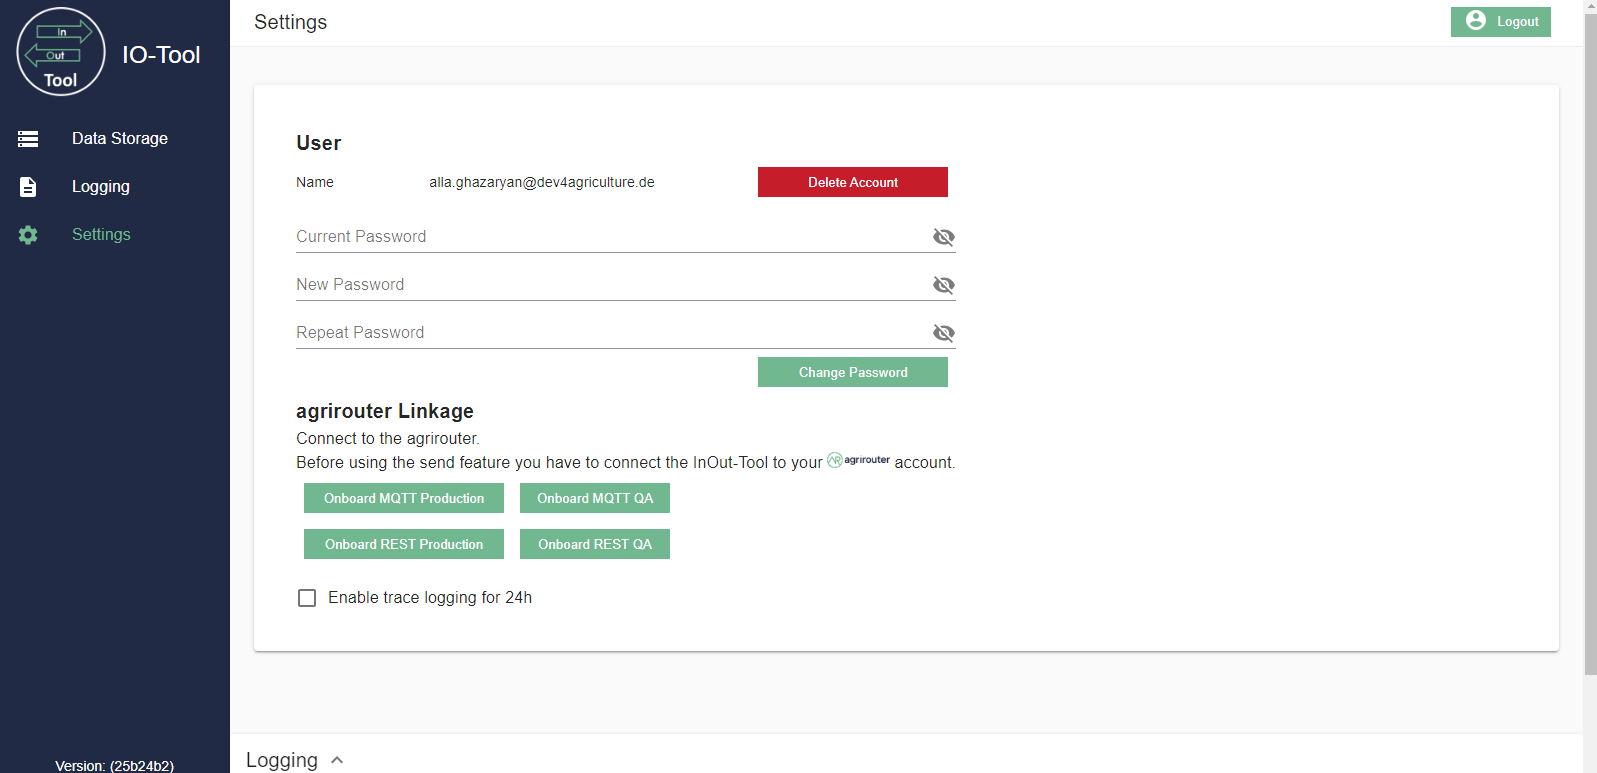 In
Out
Tool
IO-Tool
Data Storage
Logging
Settings
Version: (25b24b2)
Settings
Logout
User
Name alla.ghazaryan@dev4agriculture.de Delete Account
Current Password
New Password
Repeat Password
Change Password
agrirouter Linkage
Connect to the agrirouter.
Before using the send feature you have to connect the InOut-Tool to your AR agrirouter account.
Onboard MQTT Production Onboard MQTT QA
Onboard REST Production Onboard REST QA
Enable trace logging for 24h
Logging